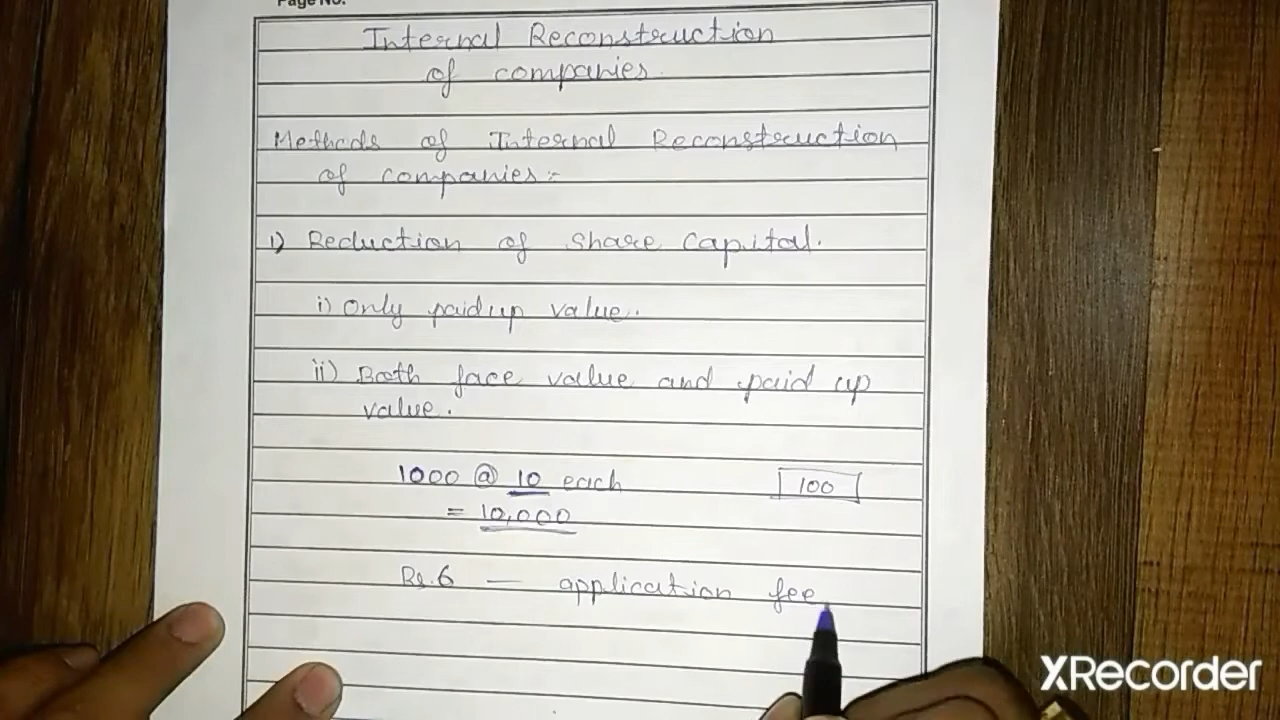 Page No.
Internal Reconstruction
of companies.
Methods of Internal Reconstruction
of companies:-
1) Reduction of share capital.
i) Only paid up value.
ii) Both face value and paid up
value.
1000 @ 10 each
100
= 10,000
Rs.6 — application fee
XRecorder